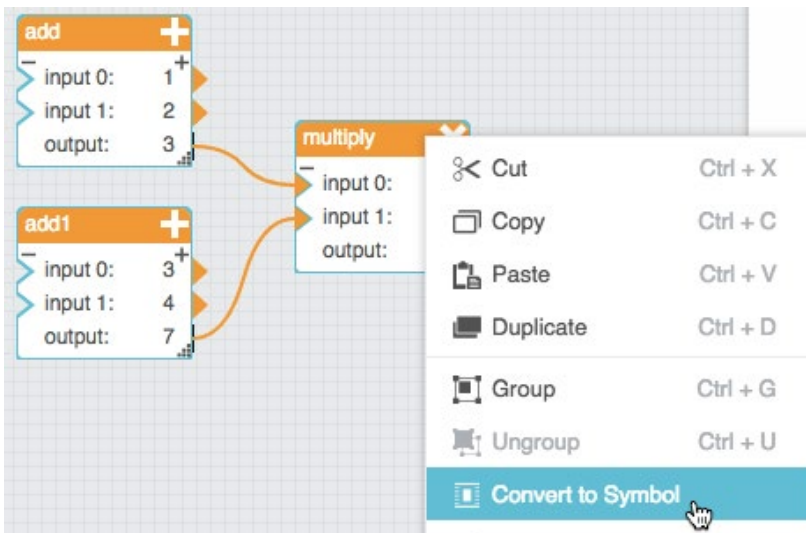 add
input 0: 1
input 1: 2
output: 3
add1
input 0: 3
input 1: 4
output: 7
multiply
input 0:
input 1:
output:
Cut Ctrl + X
Copy Ctrl + C
Paste Ctrl + V
Duplicate Ctrl + D
Group Ctrl + G
Ungroup Ctrl + U
Convert to Symbol